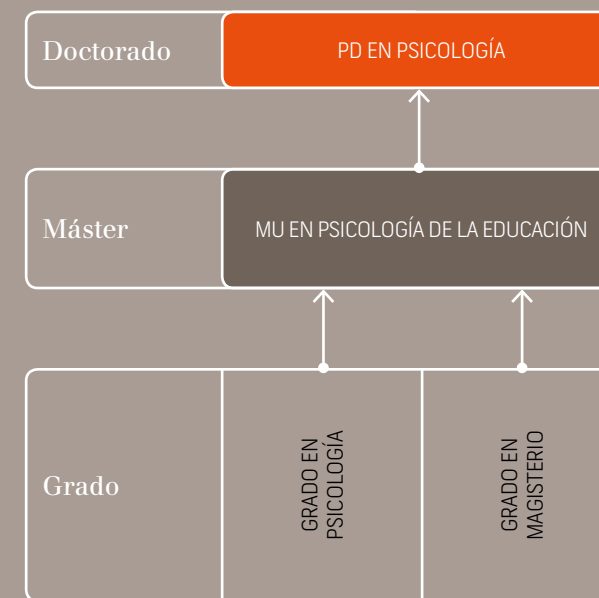 Doctorado
PD EN PSICOLOGÍA
Máster
MU EN PSICOLOGÍA DE LA EDUCACIÓN
Grado
GRADO EN
PSICOLOGÍA
GRADO EN
MAGISTERIO